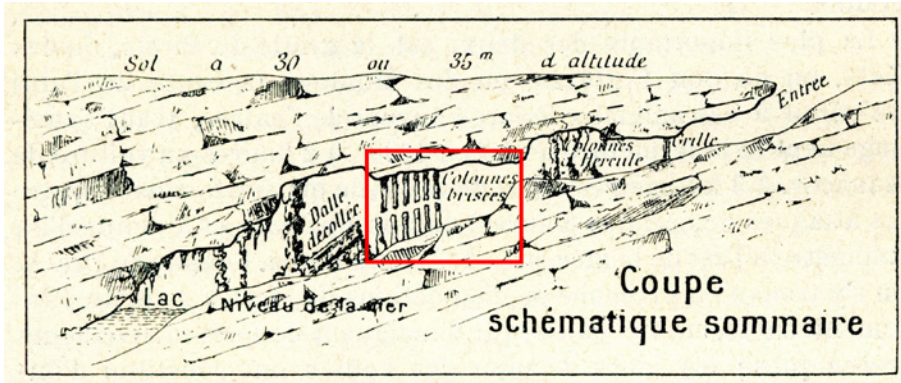 Sol a 30 ou 35 m d'altitude
Entrée
Grille
Colonnes
Hercule
Colonnes
brisées
Dalle
décollée
Lac
Niveau de la mer
Coupe
schématique sommaire